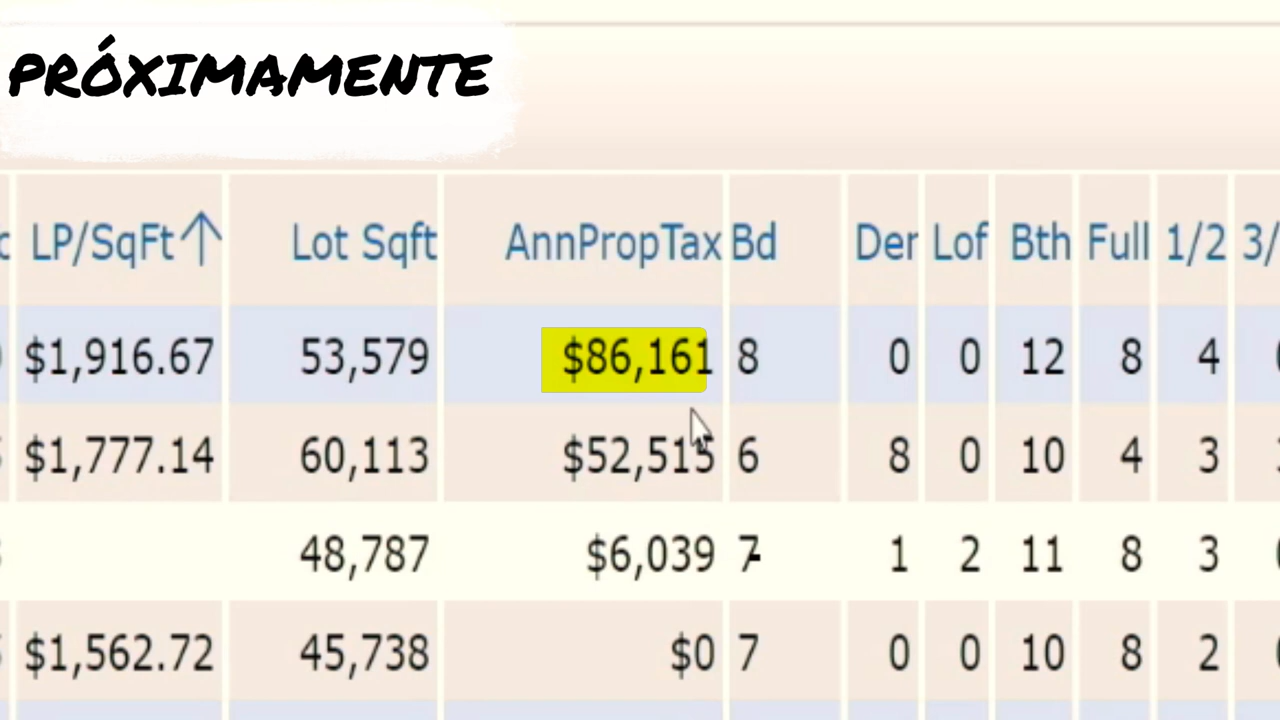 PRÓXIMAMENTE
LP/SqFt Lot Sqft AnnPropTax Bd Der Lof Bth Full 1/2 3/
$1,916.67 53,579 $86,161 8 0 0 12 8 4
$1,777.14 60,113 $52,515 6 8 0 10 4 3
48,787 $6,039 7 1 2 11 8 3
$1,562.72 45,738 $0 7 0 0 10 8 2